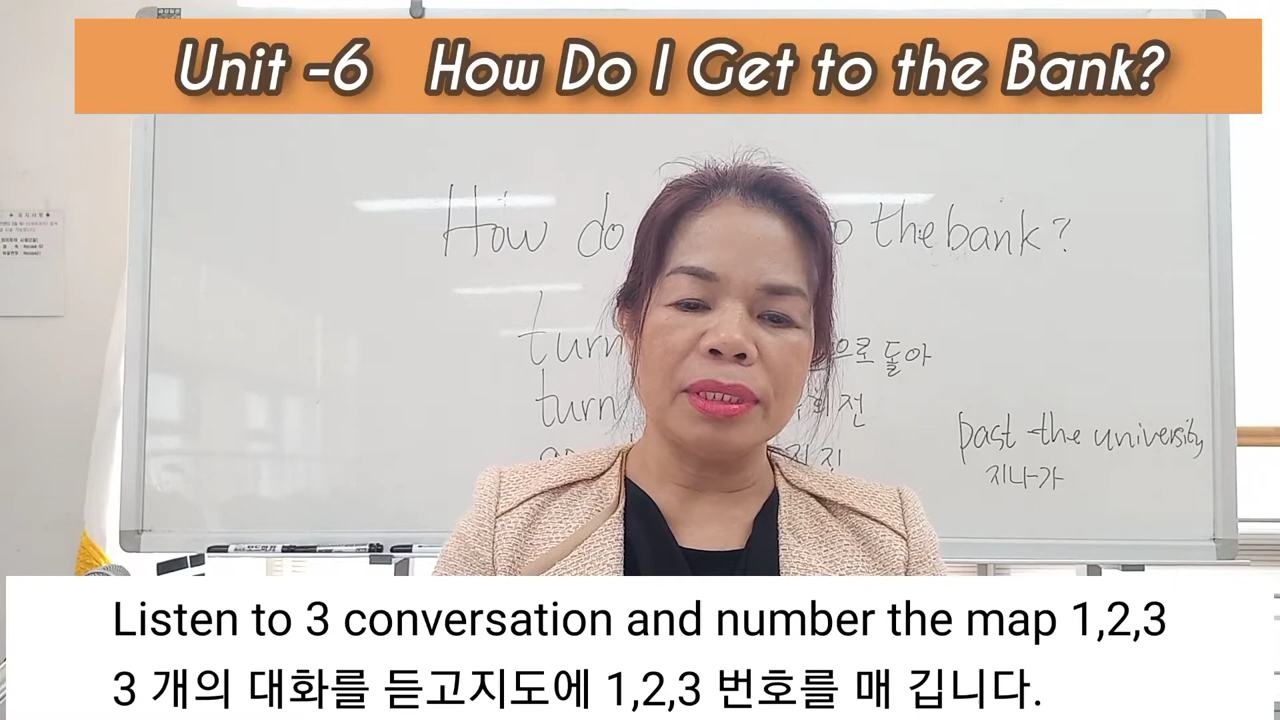 Unit -6 How Do I Get to the Bank?
How do o the bank?
turn 으로 돌아
turn 회전
past the university
지나가
Listen to 3 conversation and number the map 1,2,3
3 개의 대화를 듣고지도에 1,2,3 번호를 매 깁니다.